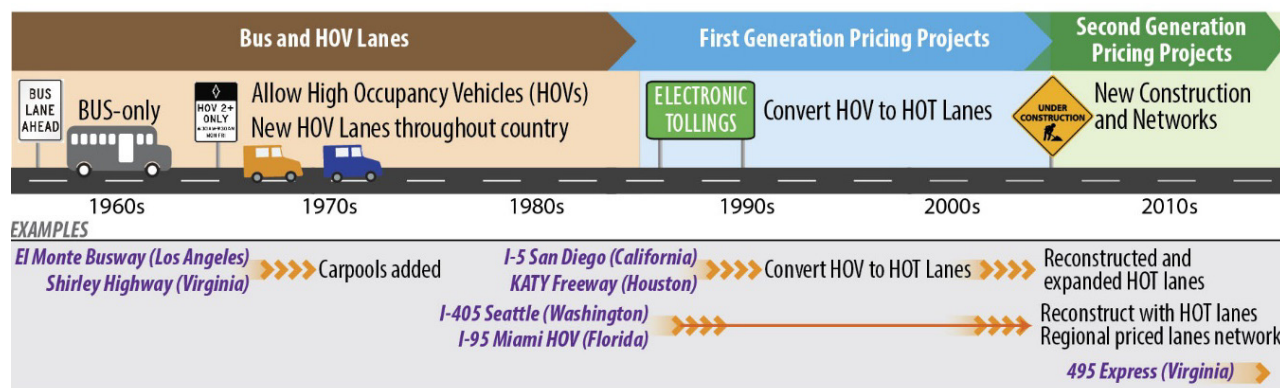 Bus and HOV Lanes
First Generation Pricing Projects
Second Generation
Pricing Projects
BUS
LANE
AHEAD
BUS-only
HOV 2+
ONLY
Allow High Occupancy Vehicles (HOVs)
New HOV Lanes throughout country
ELECTRONIC
TOLLINGS
Convert HOV to HOT Lanes
UNDER
CONSTRUCTION
New Construction
and Networks
1960s
1970s
1980s
1990s
2000s
2010s
EXAMPLES
El Monte Busway (Los Angeles)
Shirley Highway (Virginia)
Carpools added
I-5 San Diego (California)
KATY Freeway (Houston)
Convert HOV to HOT Lanes
Reconstructed and
expanded HOT lanes
I-405 Seattle (Washington)
I-95 Miami HOV (Florida)
Reconstruct with HOT lanes
Regional priced lanes network
495 Express (Virginia)